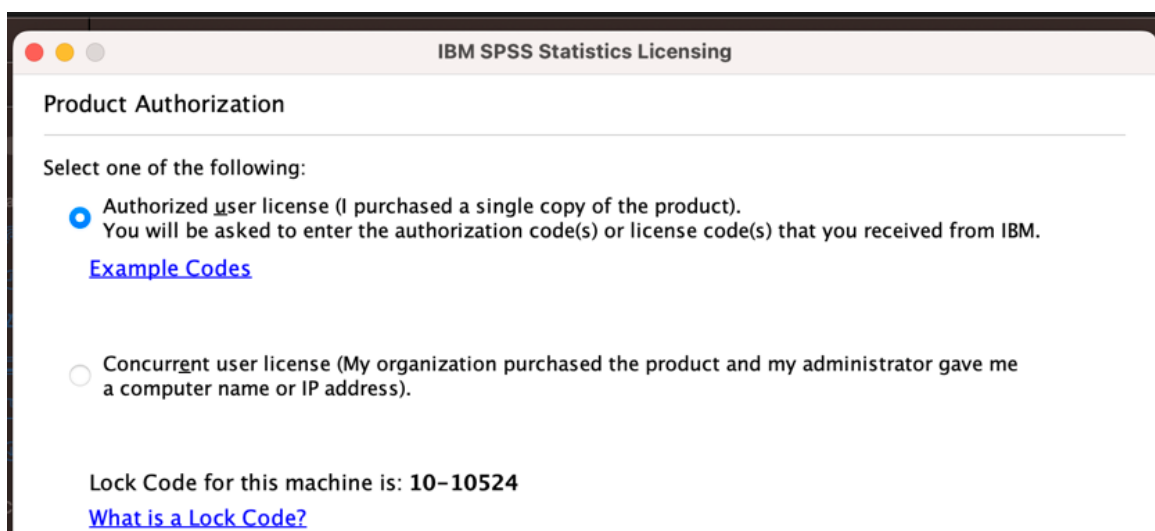 IBM SPSS Statistics Licensing
Product Authorization
Select one of the following:
Authorized user license (I purchased a single copy of the product).
You will be asked to enter the authorization code(s) or license code(s) that you received from IBM.
Example Codes
Concurrent user license (My organization purchased the product and my administrator gave me
a computer name or IP address).
Lock Code for this machine is: 10-10524
What is a Lock Code?